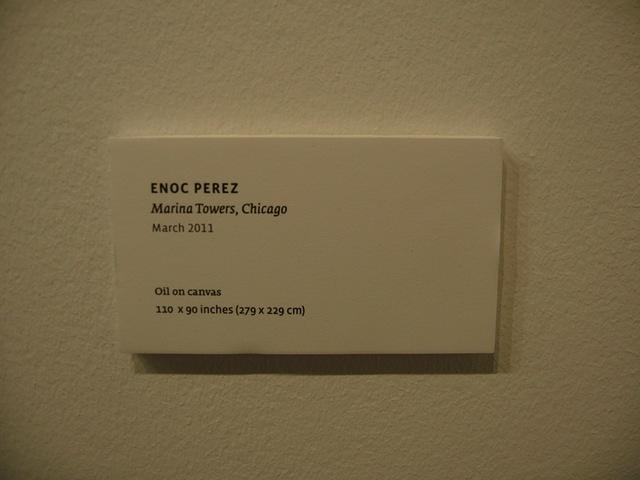 ENOC PEREZ
Marina Towers, Chicago
March 2011
Oil on canvas
110 x 90 inches (279 x 229 cm)